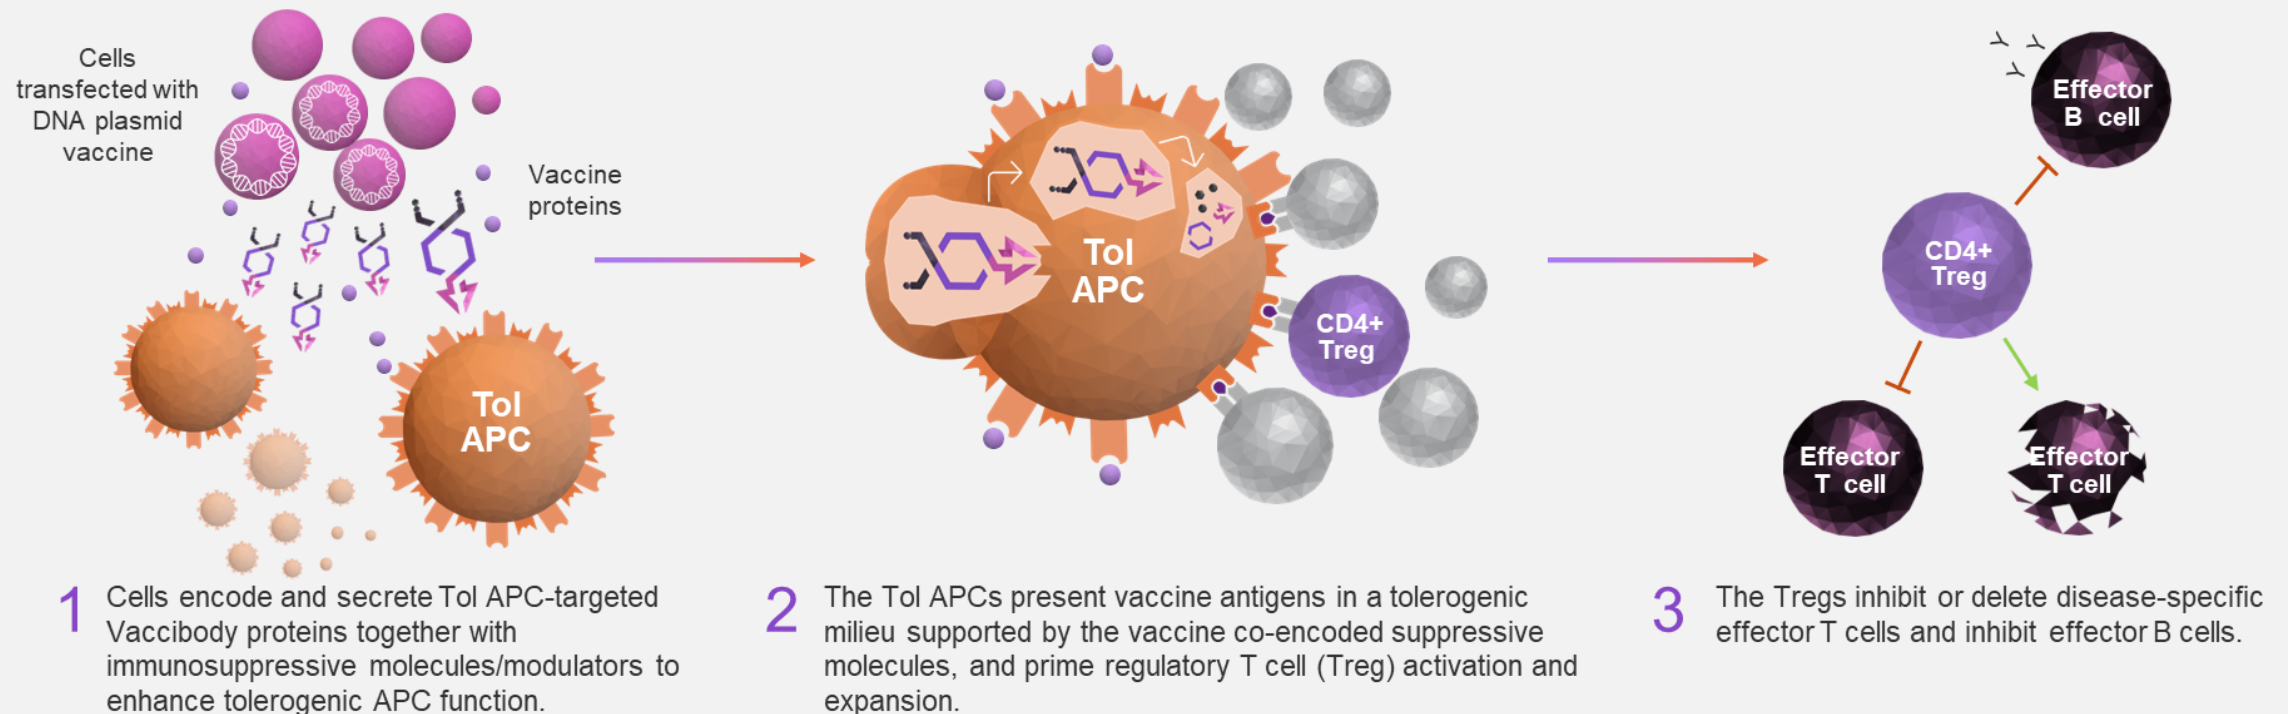 Cells
transfected with
DNA plasmid
vaccine
Vaccine
proteins
Tol
APC
Tol
APC
CD4+
Treg
Effector
B cell
CD4+
Treg
Effector
T cell
Effector
T cell
1
Cells encode and secrete Tol APC-targeted
Vaccibody proteins together with
immunosuppressive molecules/modulators to
enhance tolerogenic APC function.
2
The Tol APCs present vaccine antigens in a tolerogenic
milieu supported by the vaccine co-encoded suppressive
molecules, and prime regulatory T cell (Treg) activation and
expansion.
3
The Tregs inhibit or delete disease-specific
effector T cells and inhibit effector B cells.